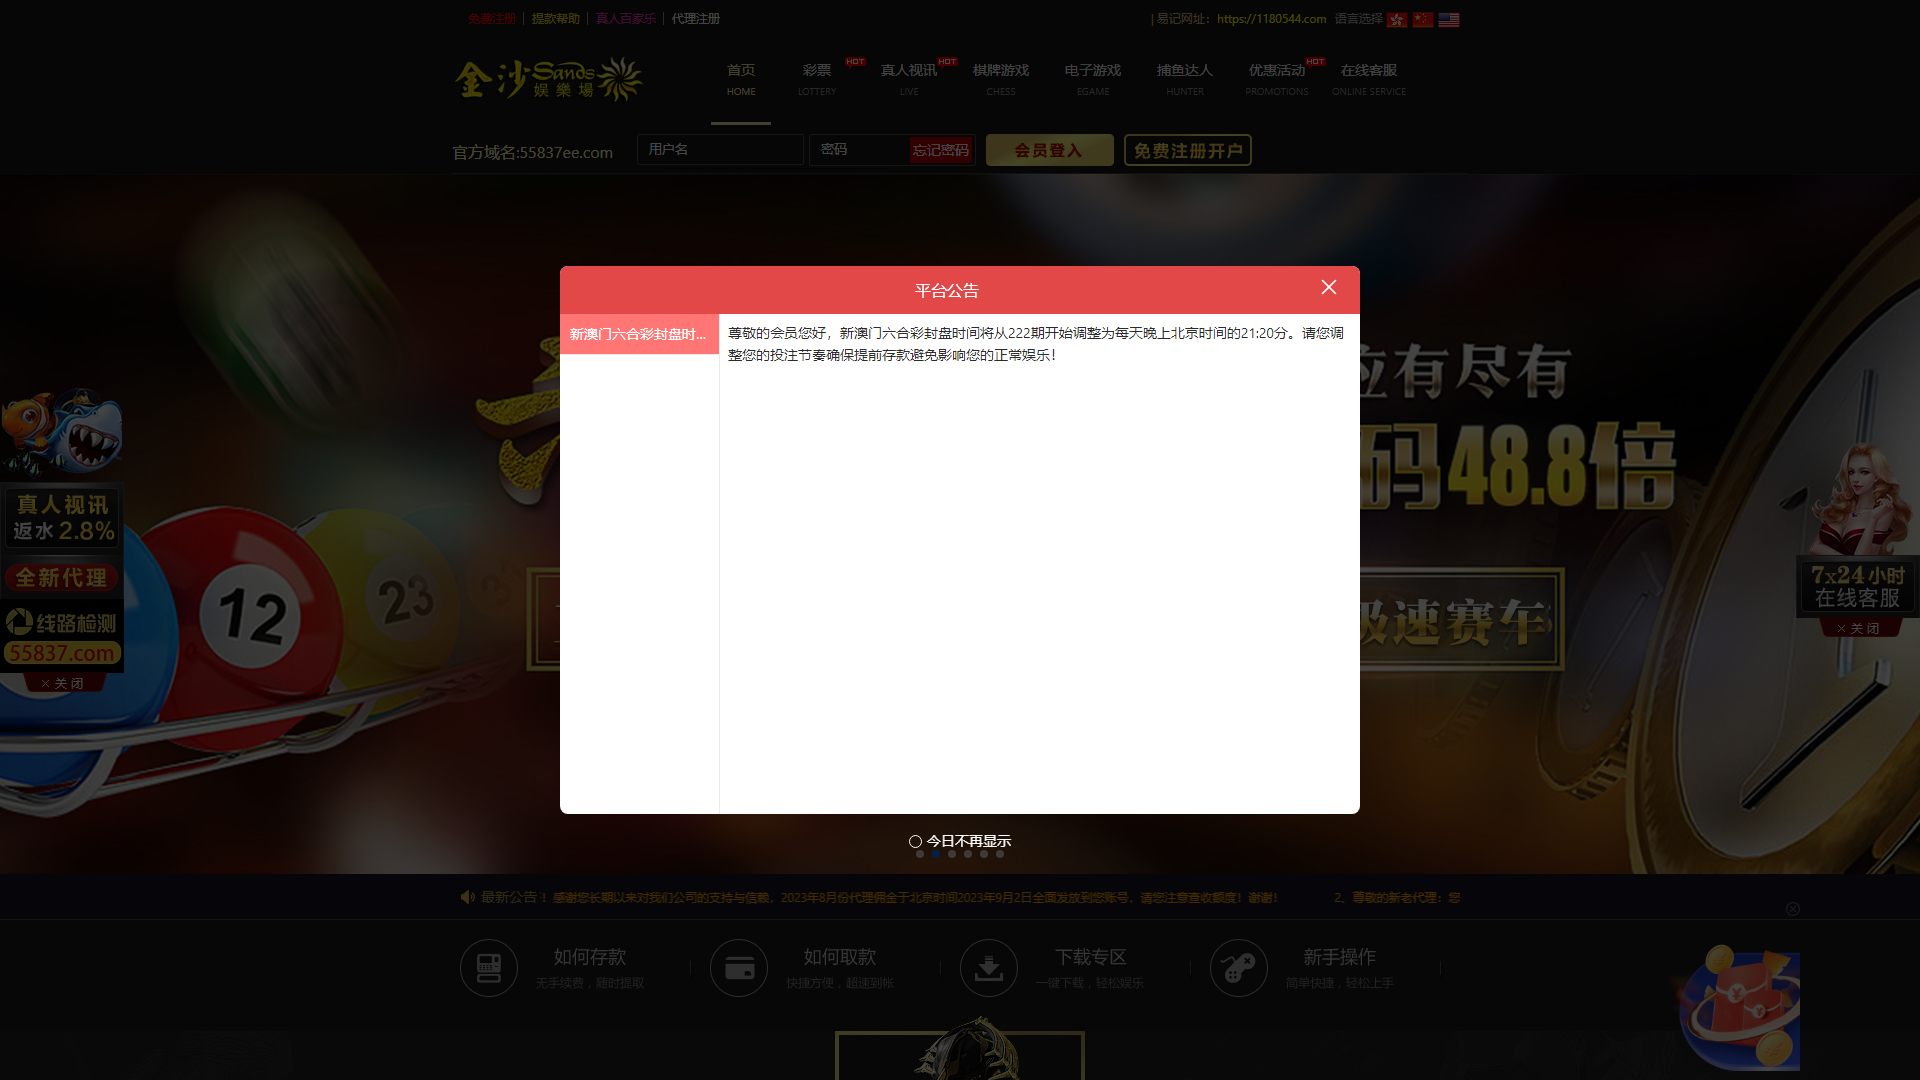 免费注册 | 提款帮助 | 真人百家乐 | 代理注册
| 易记网址： https://1180544.com 语言选择
金沙 Sands 娱樂場
首页 彩票 HOT 真人视讯 HOT 棋牌游戏 电子游戏 捕鱼达人 优惠活动 HOT 在线客服
HOME LOTTERY LIVE CHESS EGAME HUNTER PROMOTIONS ONLINE SERVICE
官方域名:55837ee.com 用户名 密码 忘记密码 会员登入 免费注册开户
平台公告
新澳门六合彩封盘时...
尊敬的会员您好，新澳门六合彩封盘时间将从222期开始调整为每天晚上北京时间的21:20分。请您调
整您的投注节奏确保提前存款避免影响您的正常娱乐！
应有尽有
码48.8倍
极速赛车
12
23
真人视讯
返水 2.8%
全新代理
线路检测
55837.com
× 关 闭
7x24 小时
在线客服
× 关 闭
今日不再显示
最新公告： 感谢您长期以来对我们公司的支持与信赖，2023年8月份代理佣金于北京时间2023年9月2日全面发放到您账号，请您注意查收额度！谢谢！ 2、尊敬的新老代理：您
如何存款 如何取款 下载专区 新手操作
无手续费，随时提取 快捷方便，超速到帐 一键下载，轻松娱乐 简单快捷，轻松上手